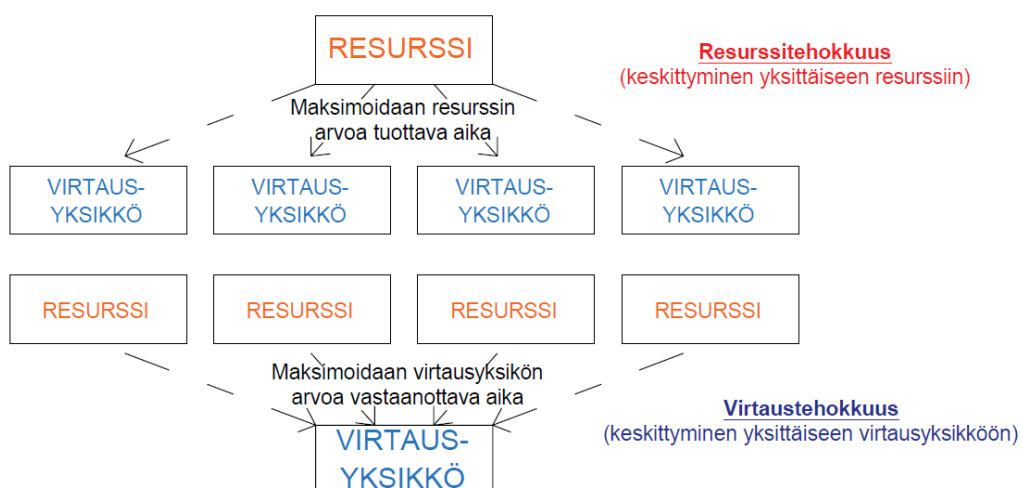 RESURSSI
Resurssitehokkuus
(keskittyminen yksittäiseen resurssiin)
Maksimoidaan resurssin
arvoa tuottava aika
VIRTAUS-
YKSIKKÖ
VIRTAUS-
YKSIKKÖ
VIRTAUS-
YKSIKKÖ
VIRTAUS-
YKSIKKÖ
RESURSSI
RESURSSI
RESURSSI
RESURSSI
Maksimoidaan virtausyksikön
arvoa vastaanottava aika
Virtaustehokkuus
(keskittyminen yksittäiseen virtausyksikköön)
VIRTAUS-
YKSIKKÖ